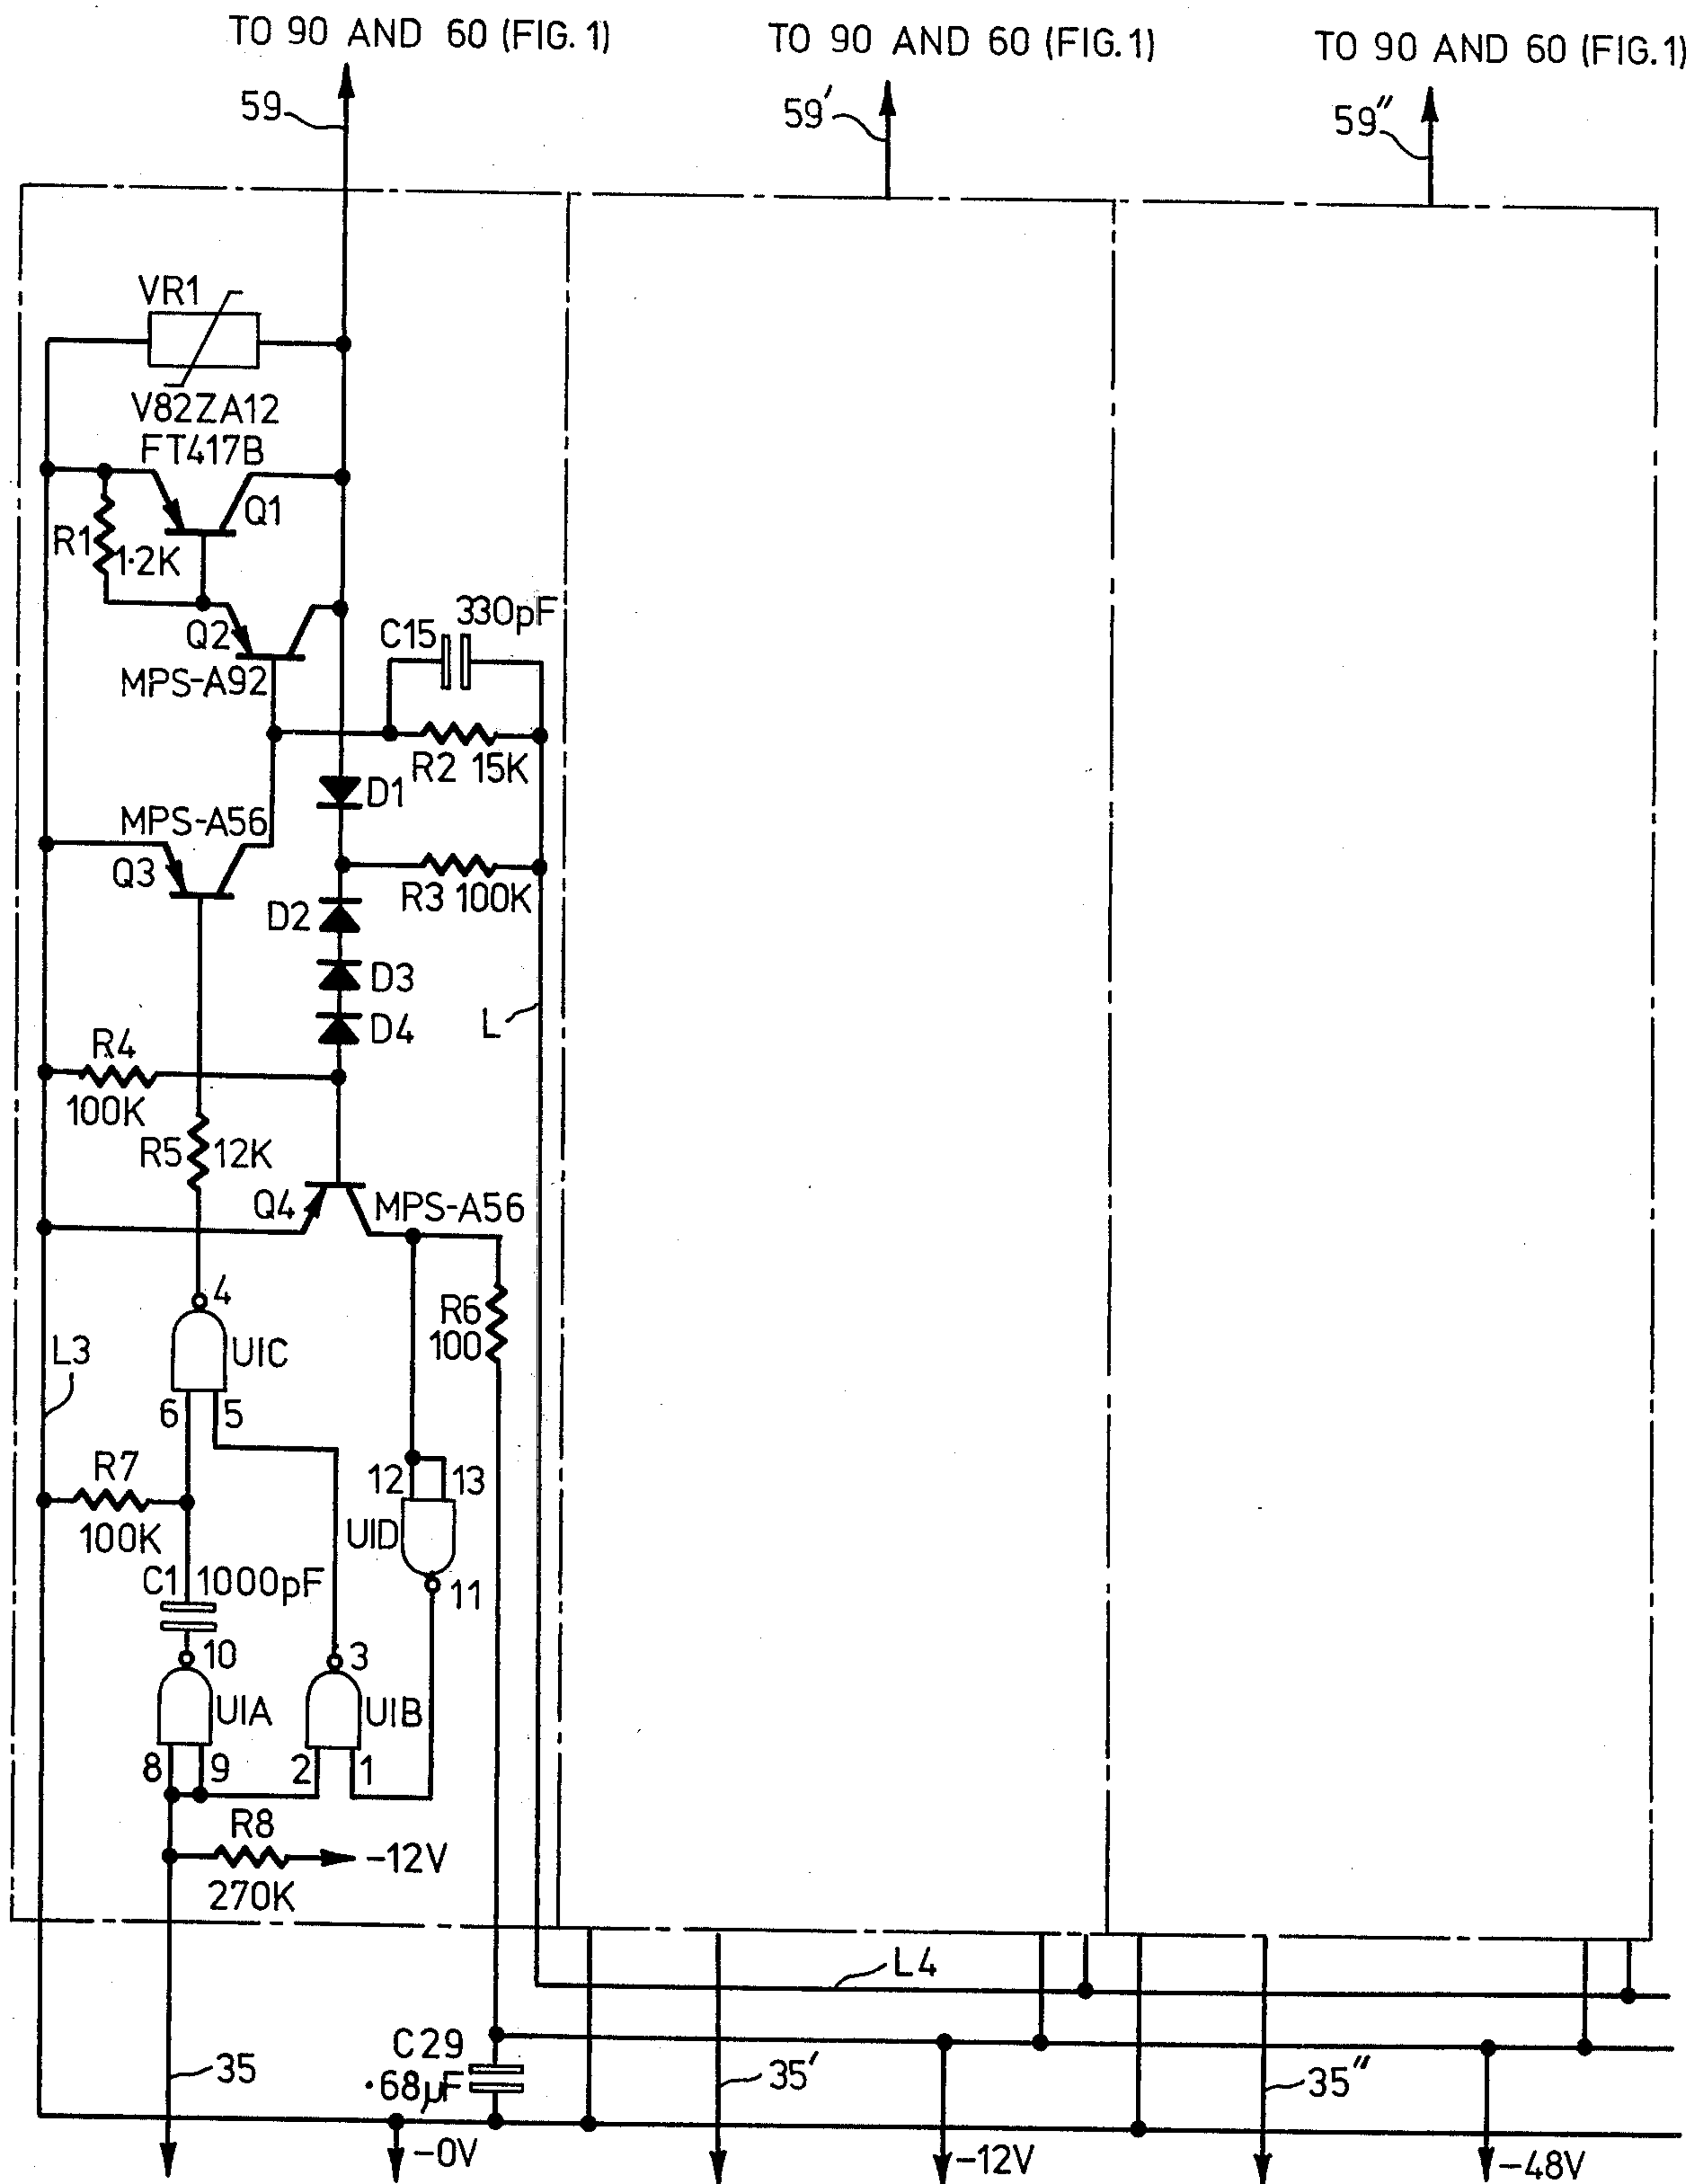 TO 90 AND 60 (FIG. 1)
TO 90 AND 60 (FIG. 1)
TO 90 AND 60 (FIG. 1)
59
59′
59″
VR1
V82ZA12
FT417B
Q1
R1
1·2K
Q2
MPS-A92
C15
330pF
R2 15K
D1
MPS-A56
Q3
R3 100K
D2
D3
D4
L
R4
100K
R5
12K
Q4
MPS-A56
4
R6
100
L3
UIC
6
5
R7
100K
12
13
UID
11
C1
1000pF
10
3
UIA
UIB
8
9
2
1
R8
-12V
270K
L4
C29
·68µF
35
35′
35″
-0V
-12V
-48V